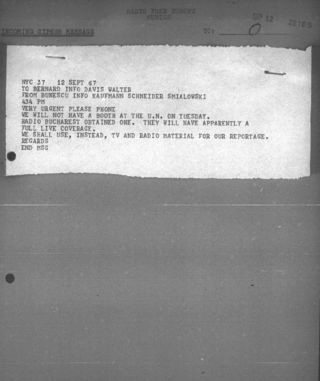 RADIO FREE EUROPE
MUNICH
SEP 12
INCOMING CIPHER MESSAGE
TO:
NYC 37 12 SEPT 67
TO BERNARD INFO DAVIS WALTER
FROM BUNESCU INFO KAUFMANN SCHNEIDER SMIALOWSKI
434 PM
VERY URGENT PLEASE PHONE
WE WILL NOT HAVE A BOOTH AT THE U.N. ON TUESDAY.
RADIO BUCHAREST OBTAINED ONE. THEY WILL HAVE APPARENTLY A
FULL LIVE COVERAGE.
WE SHALL USE, INSTEAD, TV AND RADIO MATERIAL FOR OUR REPORTAGE.
REGARDS
END MSG